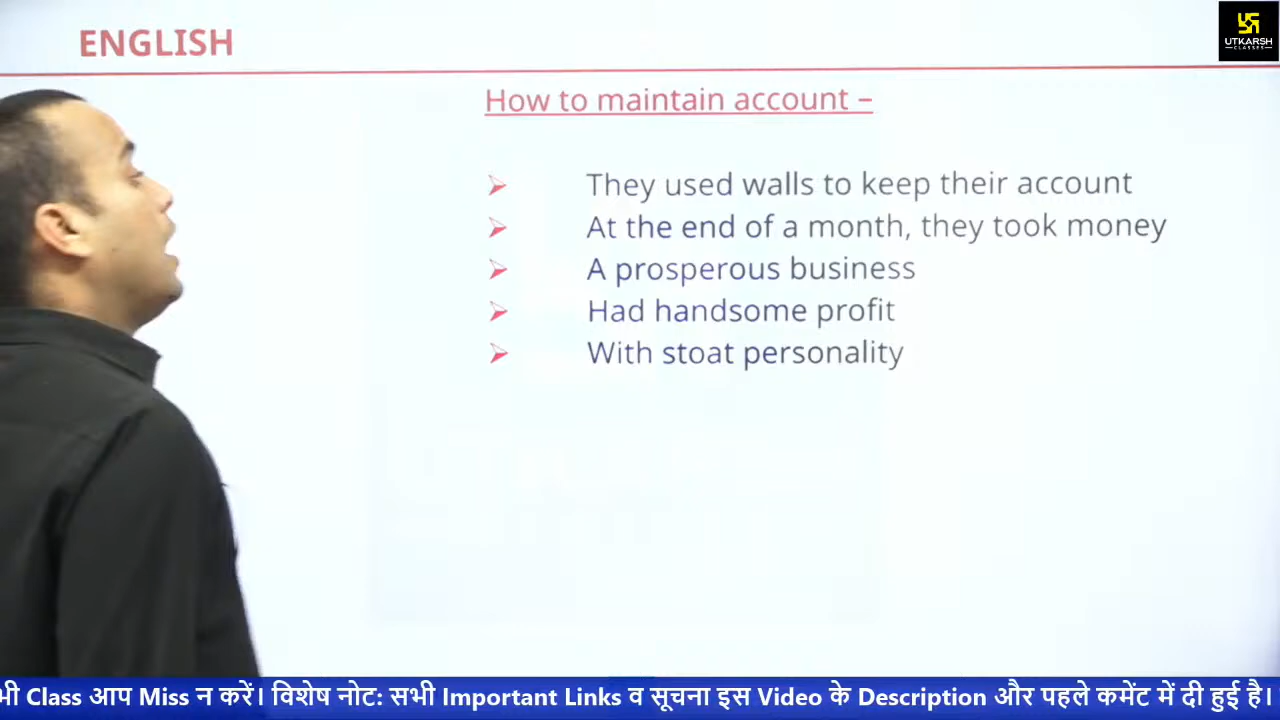 ENGLISH
UTKARSH
CLASSES
How to maintain account –
They used walls to keep their account
At the end of a month, they took money
A prosperous business
Had handsome profit
With stoat personality
भी Class आप Miss न करें। विशेष नोट: सभी Important Links व सूचना इस Video के Description और पहले कमेंट में दी हुई है।